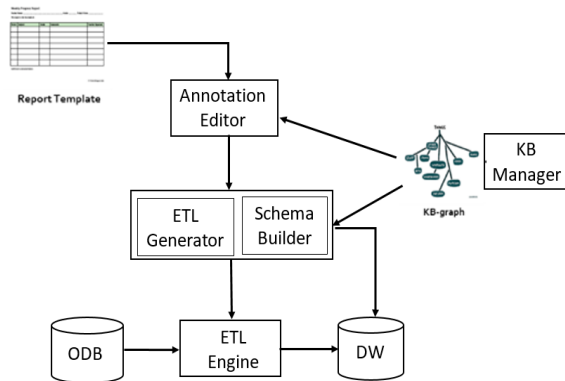 Report Template
Annotation
Editor
KB
Manager
KB-graph
ETL
Generator
Schema
Builder
ODB
ETL
Engine
DW